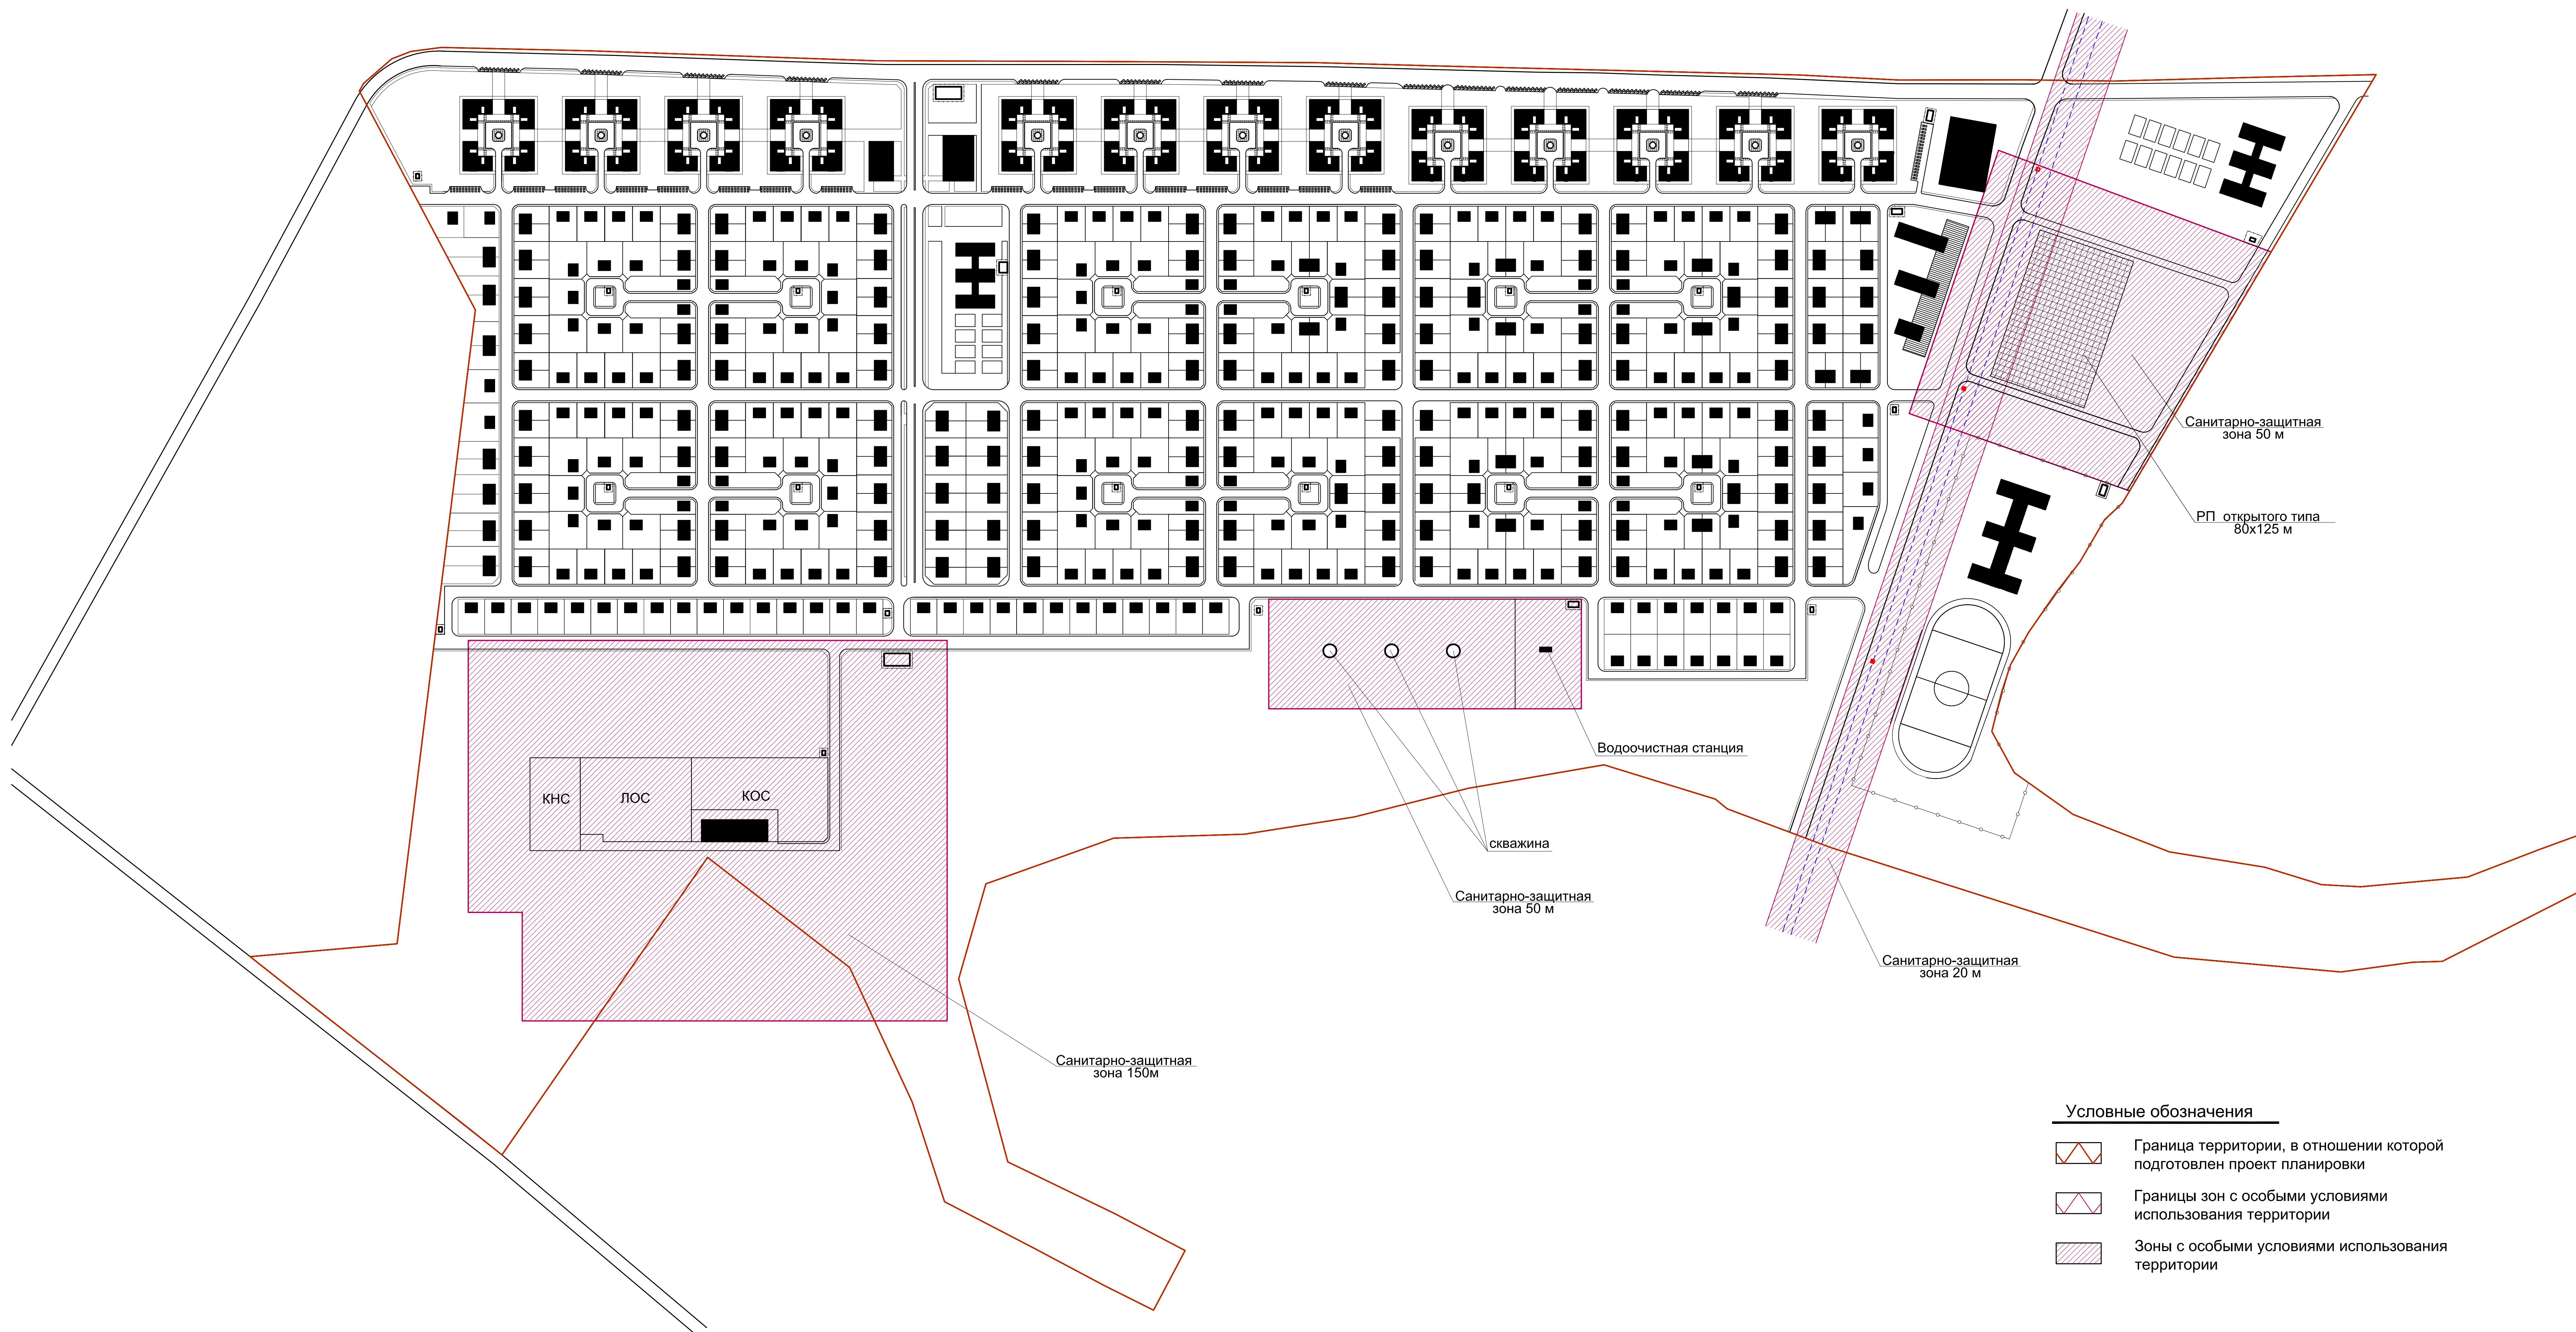 Санитарно-защитная
зона 50 м
РП открытого типа
80х125 м
Водоочистная станция
КНС
ЛОС
КОС
скважина
Санитарно-защитная
зона 50 м
Санитарно-защитная
зона 20 м
Санитарно-защитная
зона 150м
Условные обозначения
Граница территории, в отношении которой
подготовлен проект планировки
Границы зон с особыми условиями
использования территории
Зоны с особыми условиями использования
территории